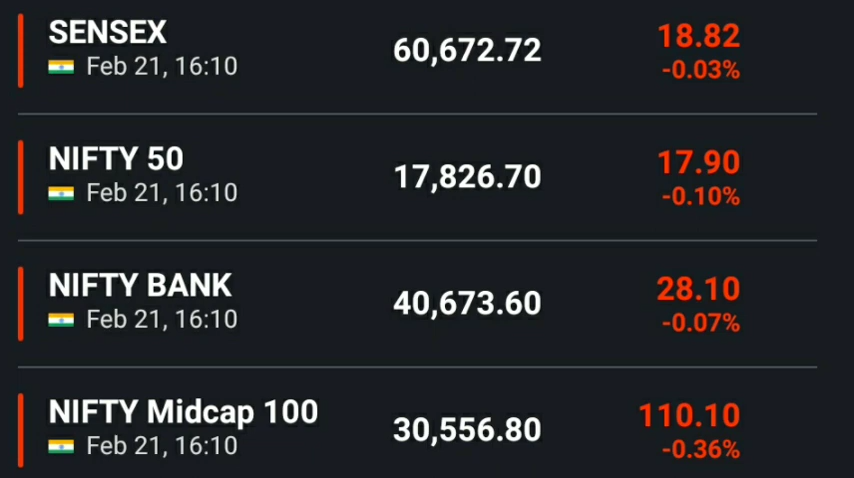 SENSEX
60,672.72
18.82
Feb 21, 16:10
-0.03%
NIFTY 50
17,826.70
17.90
Feb 21, 16:10
-0.10%
NIFTY BANK
40,673.60
28.10
Feb 21, 16:10
-0.07%
NIFTY Midcap 100
30,556.80
110.10
Feb 21, 16:10
-0.36%